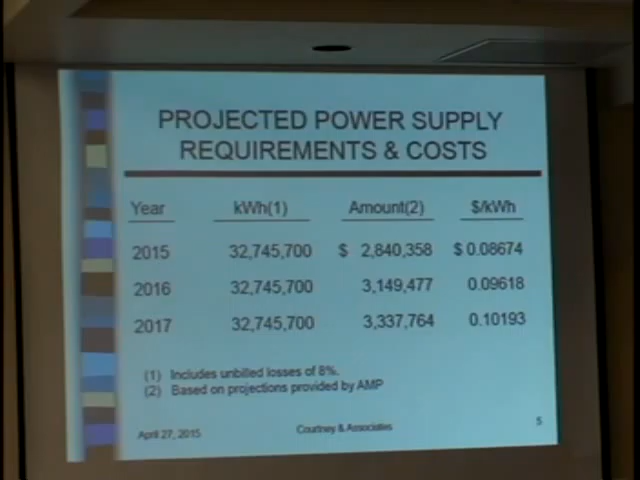 PROJECTED POWER SUPPLY
REQUIREMENTS & COSTS
Year kWh(1) Amount(2) $/kWh
2015 32,745,700 $ 2,840,358 $ 0.08674
2016 32,745,700 3,149,477 0.09618
2017 32,745,700 3,337,764 0.10193
(1) Includes unbilled losses of 8%.
(2) Based on projections provided by AMP
April 27, 2015 Courtney & Associates 5